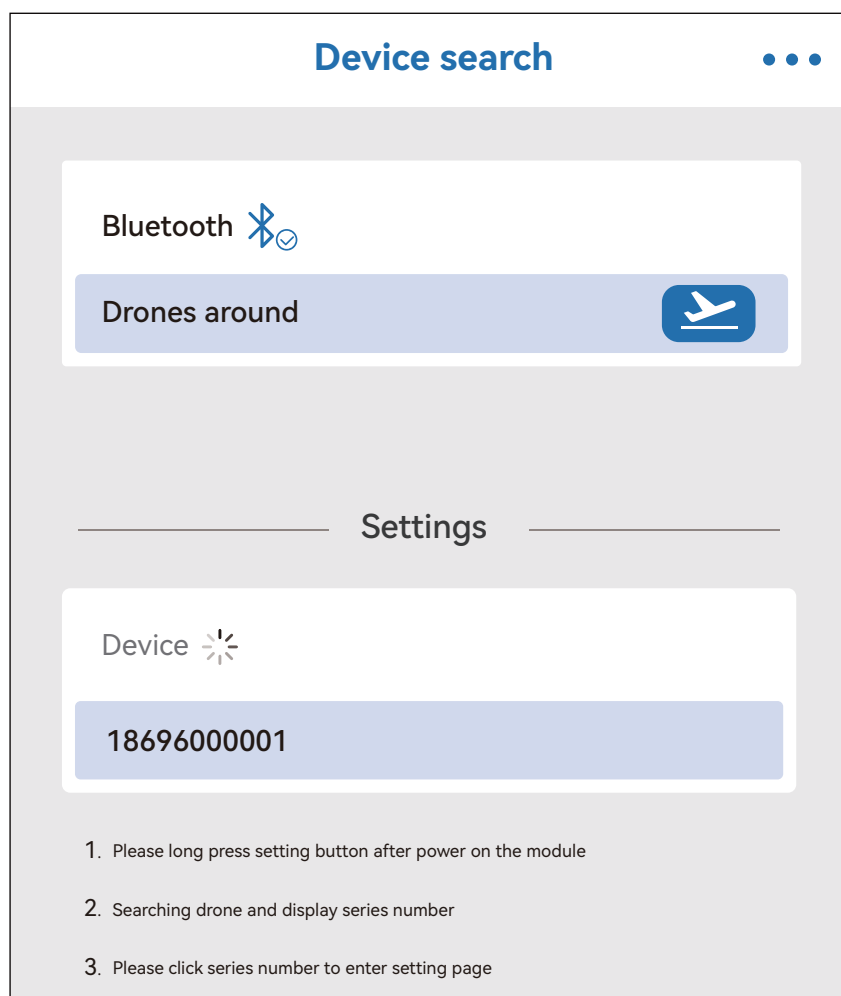 Device search
Bluetooth
Drones around
Settings
Device
18696000001
1. Please long press setting button after power on the module
2. Searching drone and display series number
3. Please click series number to enter setting page